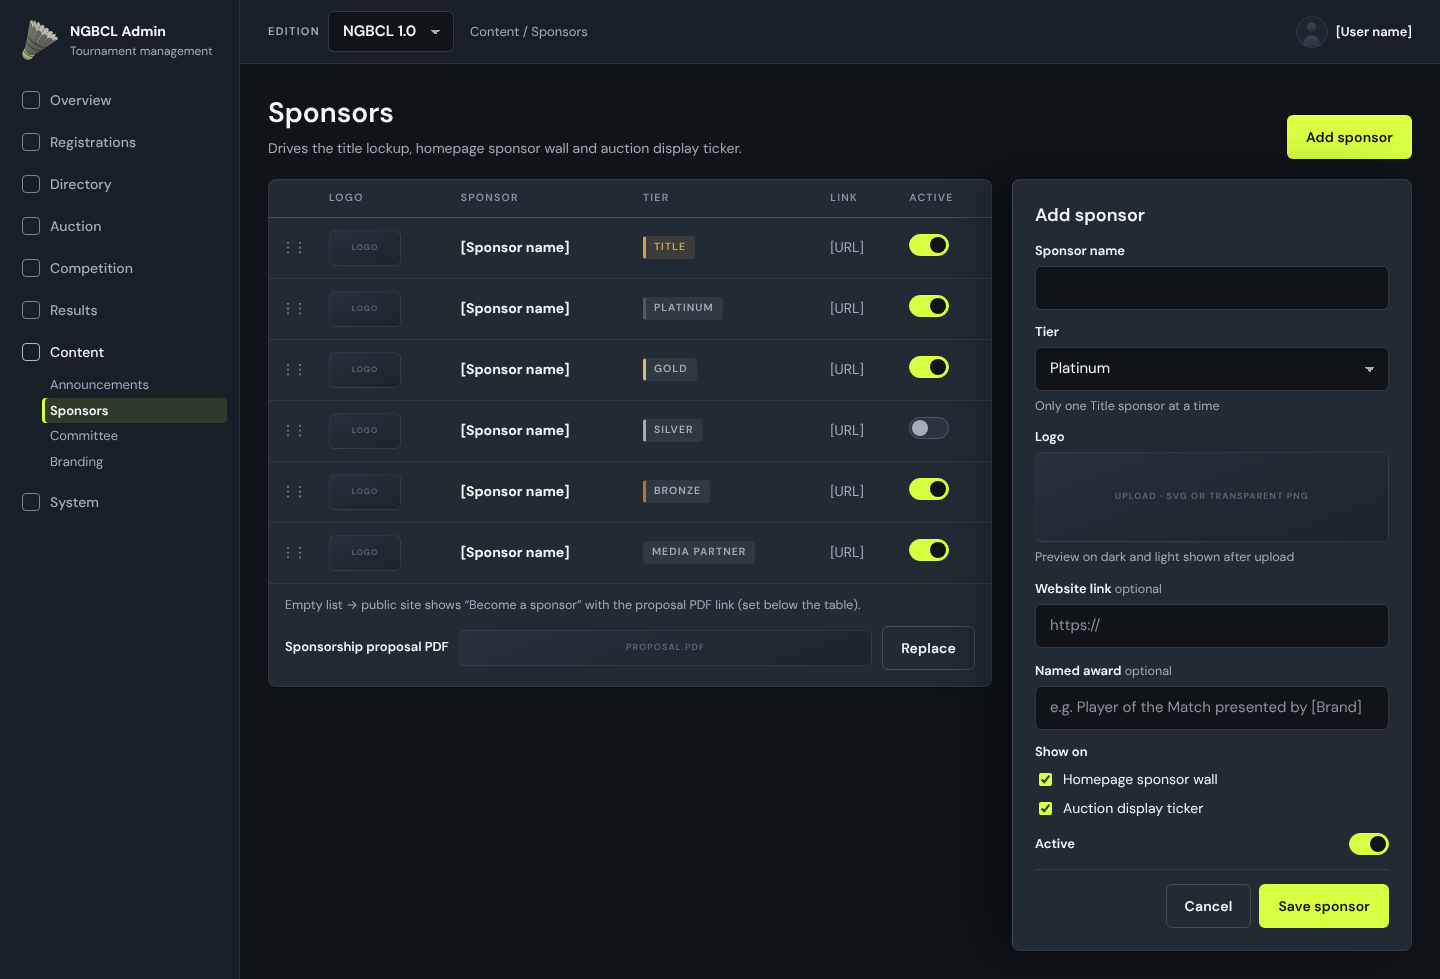 NGBCL Admin
Tournament management
Overview
Registrations
Directory
Auction
Competition
Results
Content
Announcements
Sponsors
Committee
Branding
System
EDITION NGBCL 1.0 Content / Sponsors [User name]
Sponsors
Drives the title lockup, homepage sponsor wall and auction display ticker.
Add sponsor
LOGO SPONSOR TIER LINK ACTIVE
LOGO [Sponsor name] TITLE [URL]
LOGO [Sponsor name] PLATINUM [URL]
LOGO [Sponsor name] GOLD [URL]
LOGO [Sponsor name] SILVER [URL]
LOGO [Sponsor name] BRONZE [URL]
LOGO [Sponsor name] MEDIA PARTNER [URL]
Empty list → public site shows “Become a sponsor” with the proposal PDF link (set below the table).
Sponsorship proposal PDF PROPOSAL.PDF Replace
Add sponsor
Sponsor name
Tier
Platinum
Only one Title sponsor at a time
Logo
UPLOAD · SVG OR TRANSPARENT PNG
Preview on dark and light shown after upload
Website link optional
https://
Named award optional
e.g. Player of the Match presented by [Brand]
Show on
Homepage sponsor wall
Auction display ticker
Active
Cancel Save sponsor